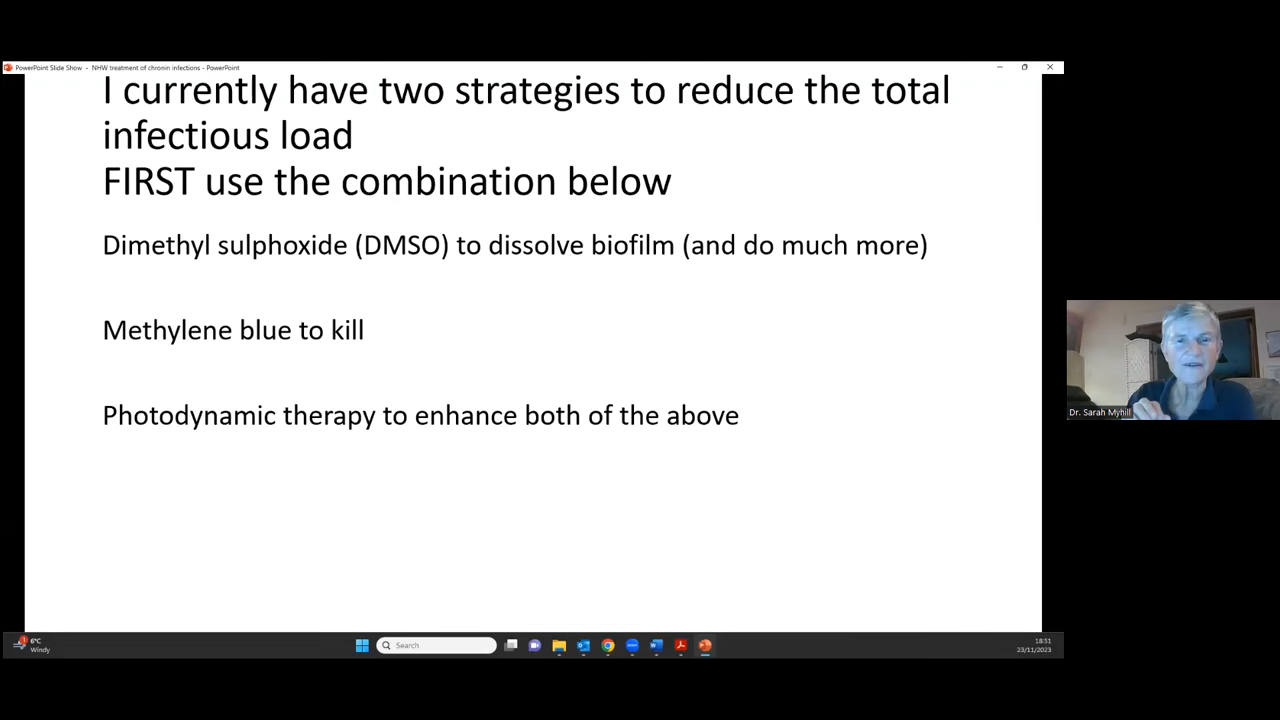 PowerPoint Slide Show - NHW treatment of chronin infections - PowerPoint
I currently have two strategies to reduce the total
infectious load
FIRST use the combination below
Dimethyl sulphoxide (DMSO) to dissolve biofilm (and do much more)
Methylene blue to kill
Photodynamic therapy to enhance both of the above
Dr. Sarah Myhill
1
6°C
Windy
Search
18:51
23/11/2023